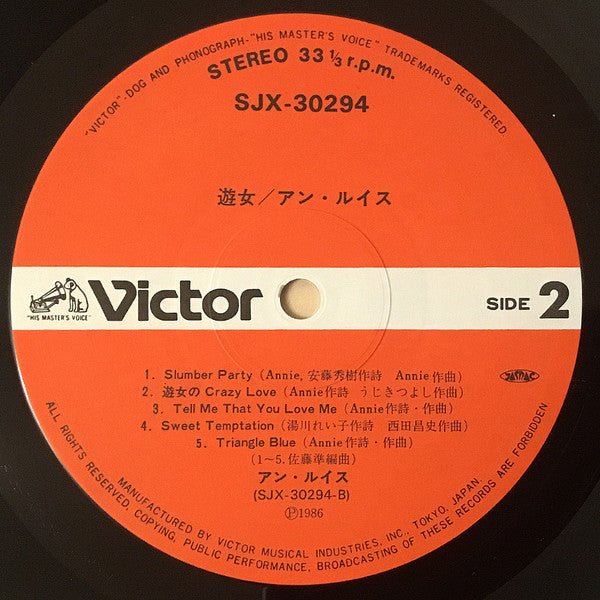 "VICTOR"-DOG AND PHONOGRAPH-"HIS MASTER'S VOICE" TRADEMARKS REGISTERED
STEREO 33 1/3 r.p.m.
SJX-30294
遊女／アン・ルイス
"HIS MASTER'S VOICE"
Victor
SIDE 2
1. Slumber Party (Annie, 安藤秀樹作詩 Annie作曲)
2. 遊女の Crazy Love (Annie作詩 うじきつよし作曲)
3. Tell Me That You Love Me (Annie作詩・作曲)
4. Sweet Temptation (湯川れい子作詩 西田昌史作曲)
5. Triangle Blue (Annie作詩・作曲)
(1～5.佐藤準編曲)
アン・ルイス
(SJX-30294-B)
Ⓟ1986
JASRAC
MANUFACTURED BY VICTOR MUSICAL INDUSTRIES, INC., TOKYO, JAPAN.
ALL RIGHTS RESERVED, COPYING, PUBLIC PERFORMANCE, BROADCASTING OF THESE RECORDS ARE FORBIDDEN